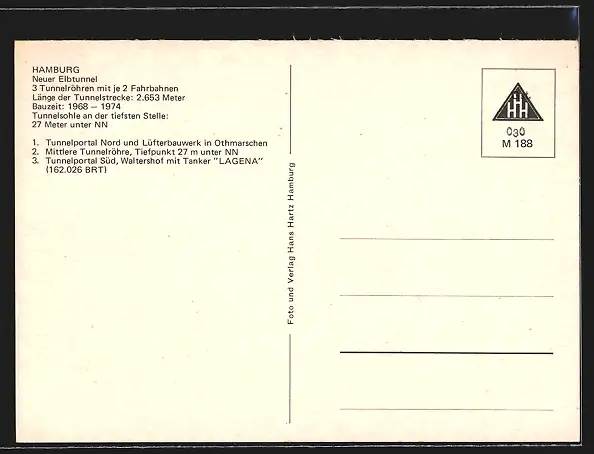 HAMBURG
Neuer Elbtunnel
3 Tunnelröhren mit je 2 Fahrbahnen
Länge der Tunnelstrecke: 2.653 Meter
Bauzeit: 1968 – 1974
Tunnelsohle an der tiefsten Stelle:
27 Meter unter NN
1. Tunnelportal Nord und Lüfterbauwerk in Othmarschen
2. Mittlere Tunnelröhre, Tiefpunkt 27 m unter NN
3. Tunnelportal Süd, Waltershof mit Tanker "LAGENA"
(162.026 BRT)
Foto und Verlag Hans Hartz Hamburg
HH
030
M 188